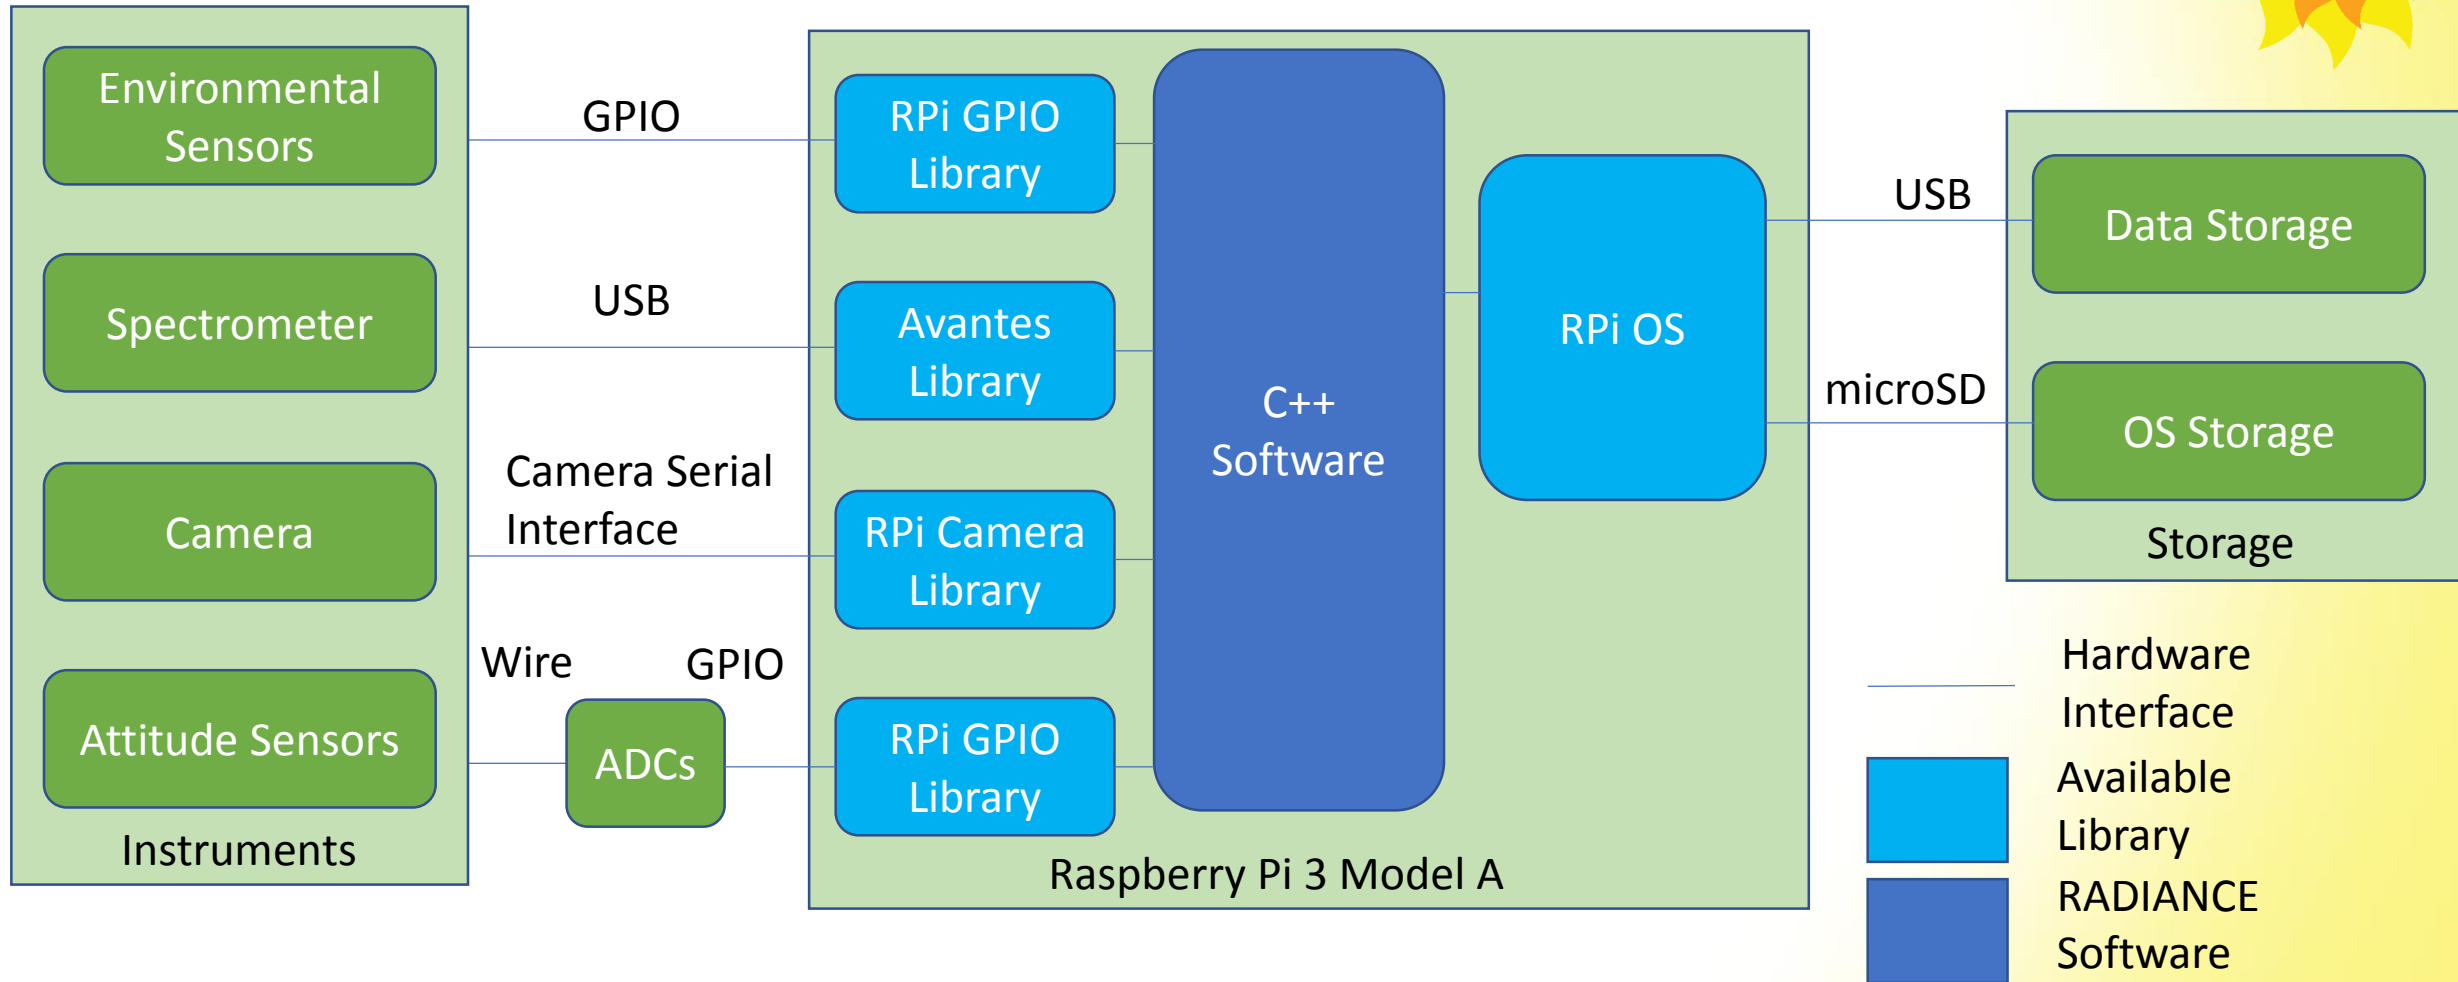 Environmental
Sensors
Spectrometer
Camera
Attitude Sensors
Instruments
GPIO
USB
Camera Serial
Interface
Wire
GPIO
ADCs
RPi GPIO
Library
Avantes
Library
RPi Camera
Library
RPi GPIO
Library
C++
Software
RPi OS
Raspberry Pi 3 Model A
USB
microSD
Data Storage
OS Storage
Storage
Hardware
Interface
Available
Library
RADIANCE
Software